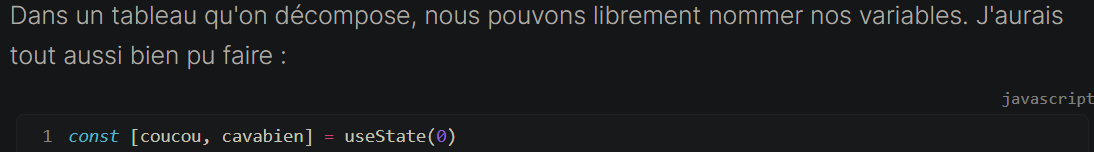 Dans un tableau qu'on décompose, nous pouvons librement nommer nos variables. J'aurais
tout aussi bien pu faire :
javascript
1 const [coucou, cavabien] = useState(0)